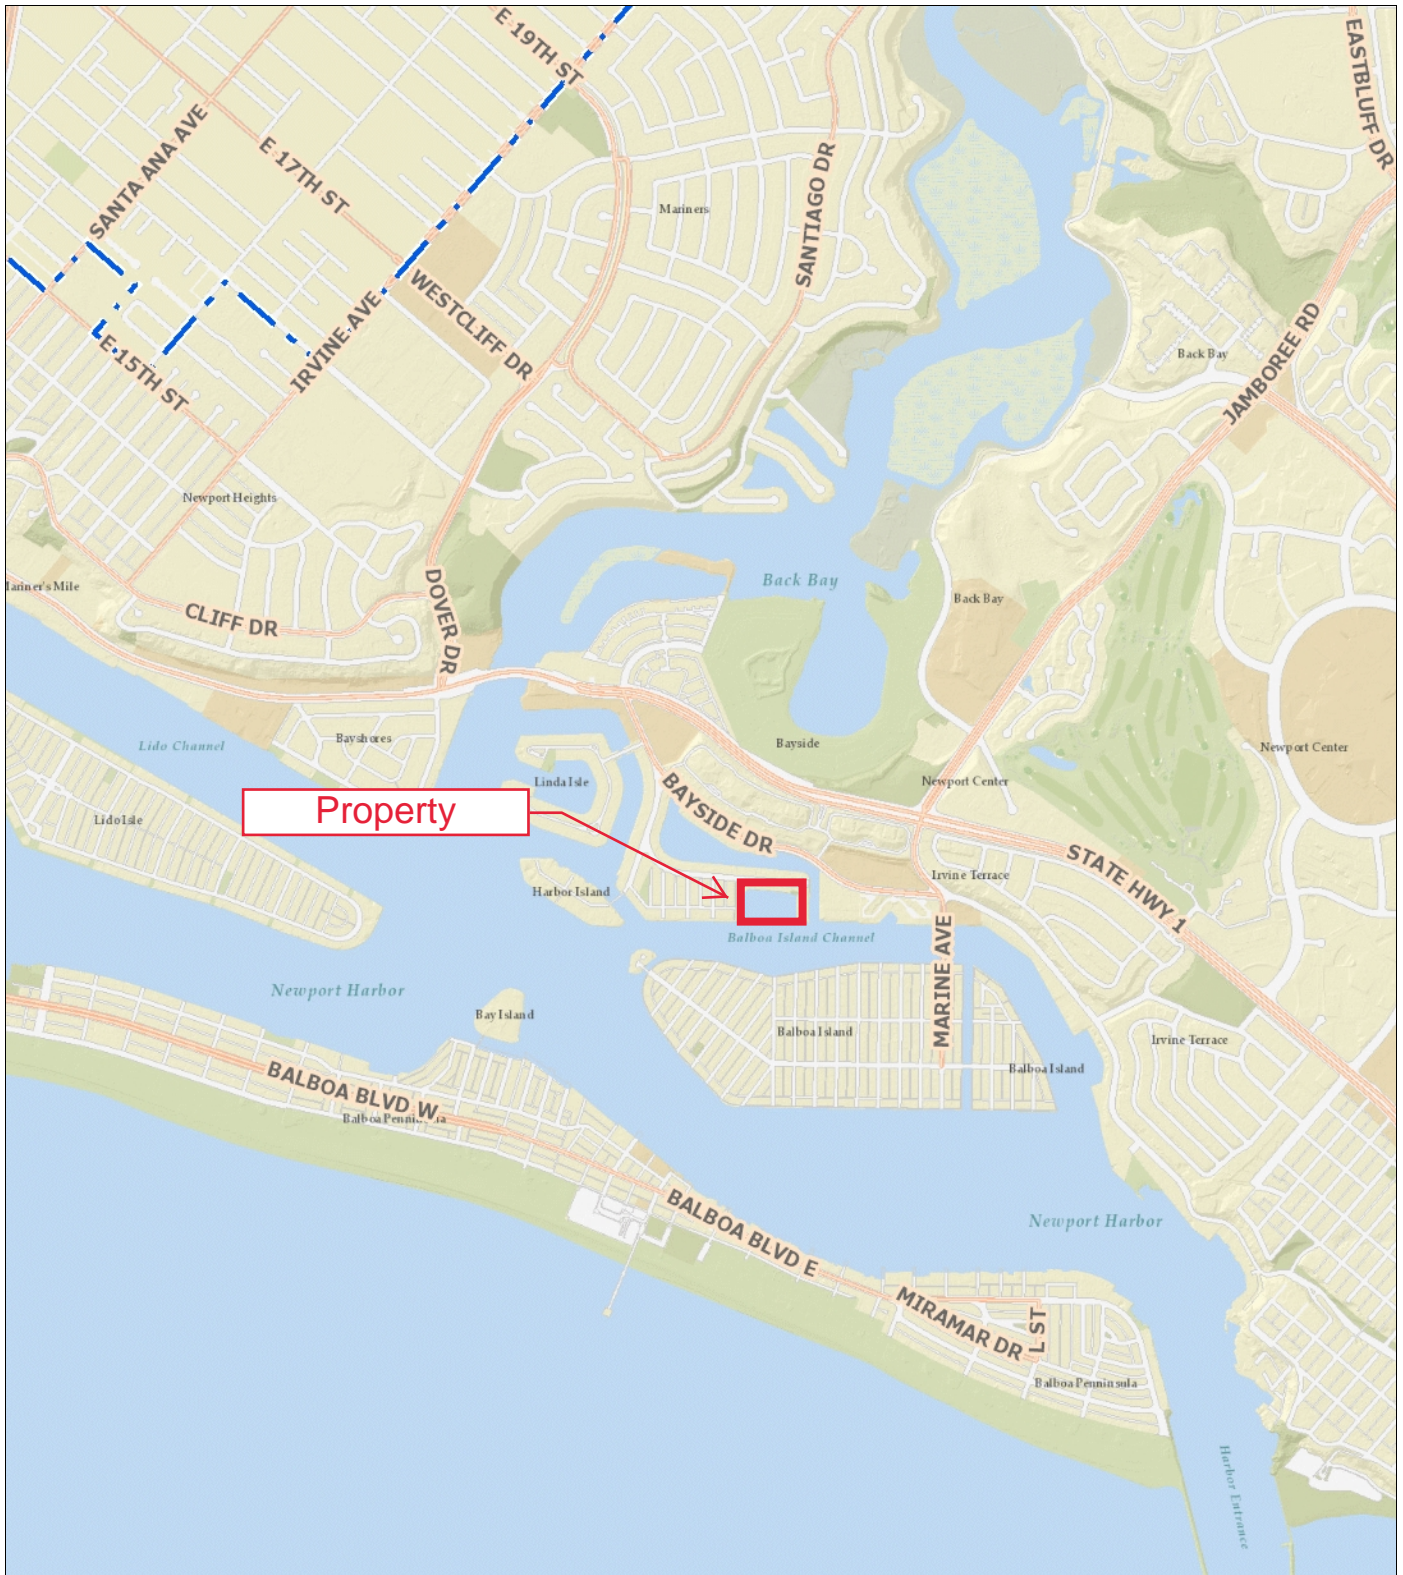 E 19TH ST
EASTBLUFF DR
SANTA ANA AVE
E 17TH ST
SANTIAGO DR
Mariners
WESTCLIFF DR
IRVINE AVE
E 15TH ST
JAMBOREE RD
Back Bay
Newport Heights
DOVER DR
Back Bay
Mariner's Mile
Back Bay
CLIFF DR
Lido Channel
Bayshores
Bayside
Newport Center
Linda Isle
Newport Center
BAYSIDE DR
Property
Lido Isle
STATE HWY 1
Irvine Terrace
Harbor Island
MARINE AVE
Balboa Island Channel
Newport Harbor
Bay Island
Balboa Island
Irvine Terrace
Balboa Island
BALBOA BLVD W
BALBOA BLVD E
Newport Harbor
MIRAMAR DR
L ST
Balboa Penninsula
Harbor Entrance